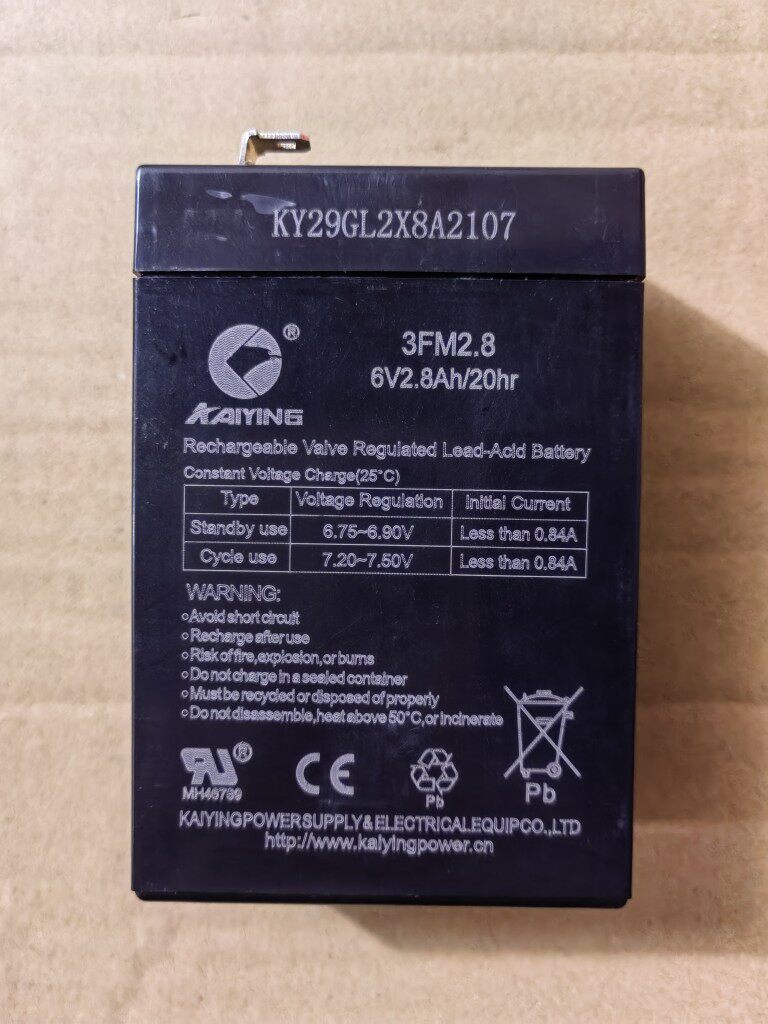 KY29GL2X8A2107
®
3FM2.8
6V2.8Ah/20hr
KAIYING
Rechargeable Valve Regulated Lead-Acid Battery
Constant Voltage Charge(25°C)
Type Voltage Regulation Initial Current
Standby use 6.75~6.90V Less than 0.84A
Cycle use 7.20~7.50V Less than 0.84A
WARNING:
Avoid short circuit
Recharge after use
Risk of fire,explosion,or burns
Do not charge in a sealed container
Must be recycled or disposed of properly
Do not disassemble,heat above 50°C,or incinerate
RU® CE
MH46739 Pb Pb
KAIYINGPOWERSUPPLY&ELECTRICALEQUIPCO.,LTD
http://www.kaiyingpower.cn